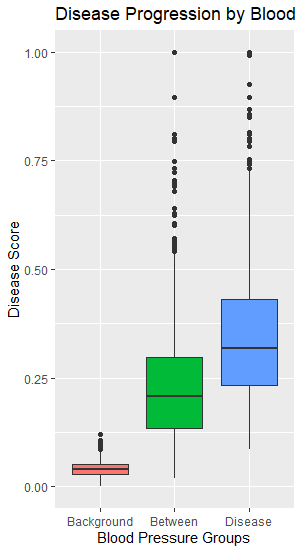 Disease Progression by Blood
1.00
0.75
0.50
0.25
0.00
Disease Score
Background Between Disease
Blood Pressure Groups